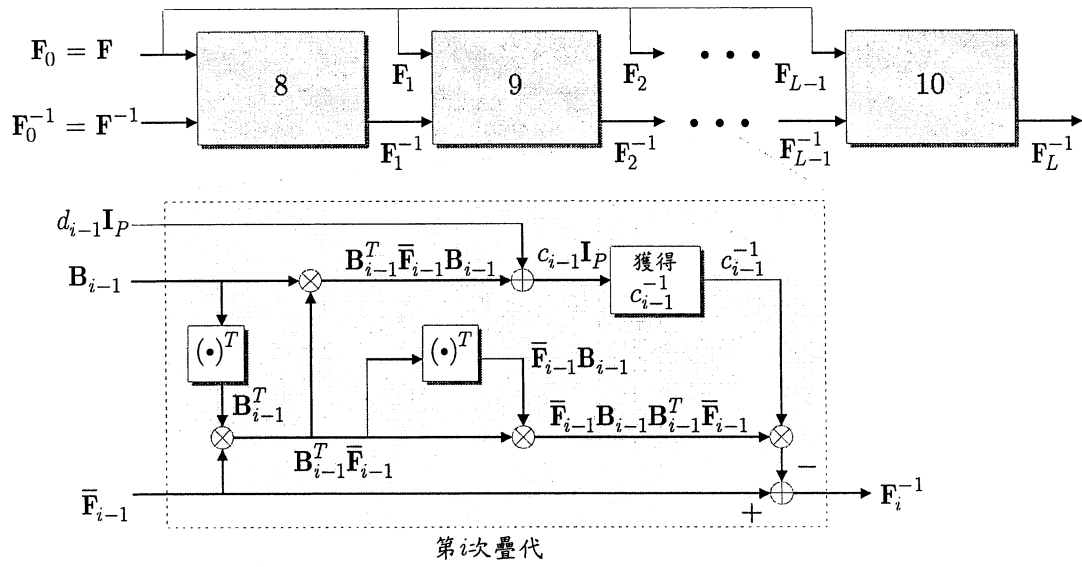 F₀ = F
8
F₁
9
F₂
• • •
F_{L−1}
10
F₀⁻¹ = F⁻¹
F₁⁻¹
F₂⁻¹
• • •
F_{L−1}⁻¹
F_L⁻¹
d_{i−1}I_P
B_{i−1}
B_{i−1}^T F̅_{i−1}B_{i−1}
c_{i−1}I_P
獲得
c_{i−1}⁻¹
c_{i−1}⁻¹
(•)^T
(•)^T
F̅_{i−1}B_{i−1}
B_{i−1}^T
F̅_{i−1}B_{i−1}B_{i−1}^T F̅_{i−1}
B_{i−1}^T F̅_{i−1}
−
F̅_{i−1}
+
F_i⁻¹
第i次疊代